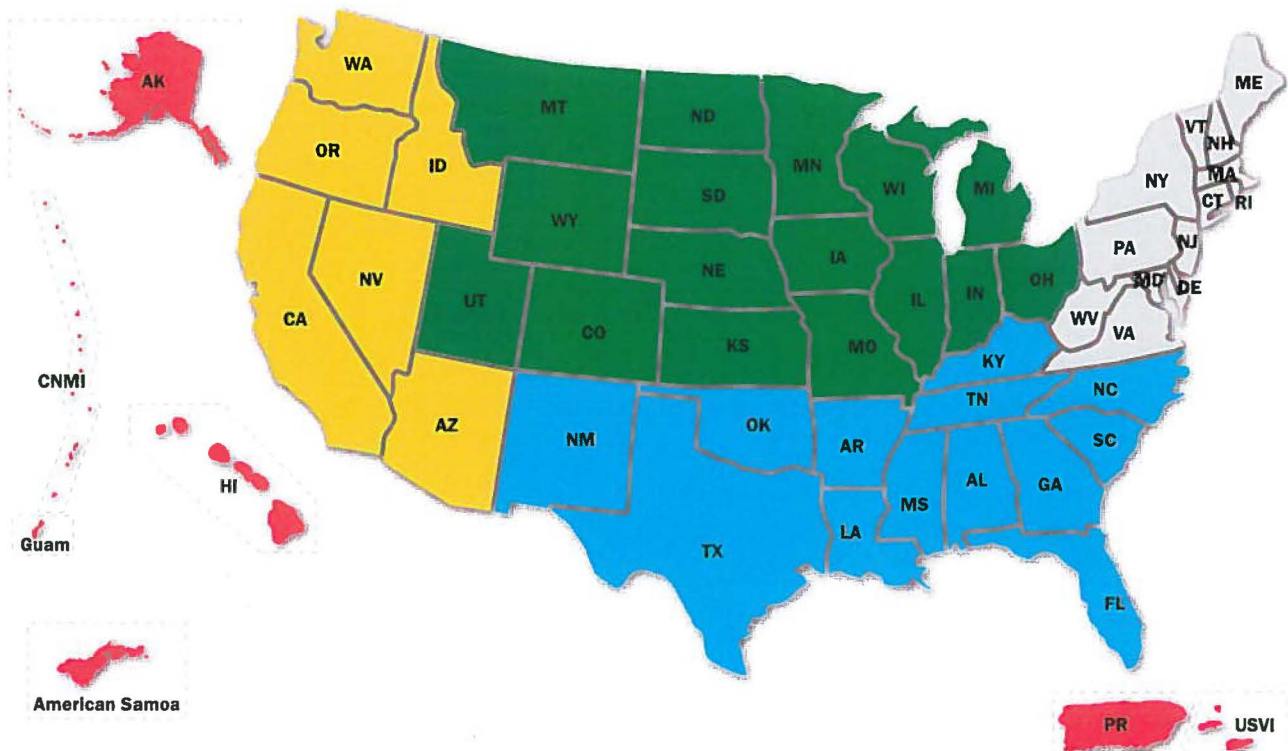 WA
AK
ME
MT
ND
VT
NH
OR
ID
MN
WI
MI
NY
MA
SD
CT
RI
WY
PA
NJ
IA
NE
NV
OH
MD
DE
UT
IL
IN
CA
CO
WV
VA
KS
MO
KY
CNMI
NC
TN
AZ
OK
NM
AR
SC
HI
AL
GA
MS
LA
Guam
TX
FL
American Samoa
PR
USVI